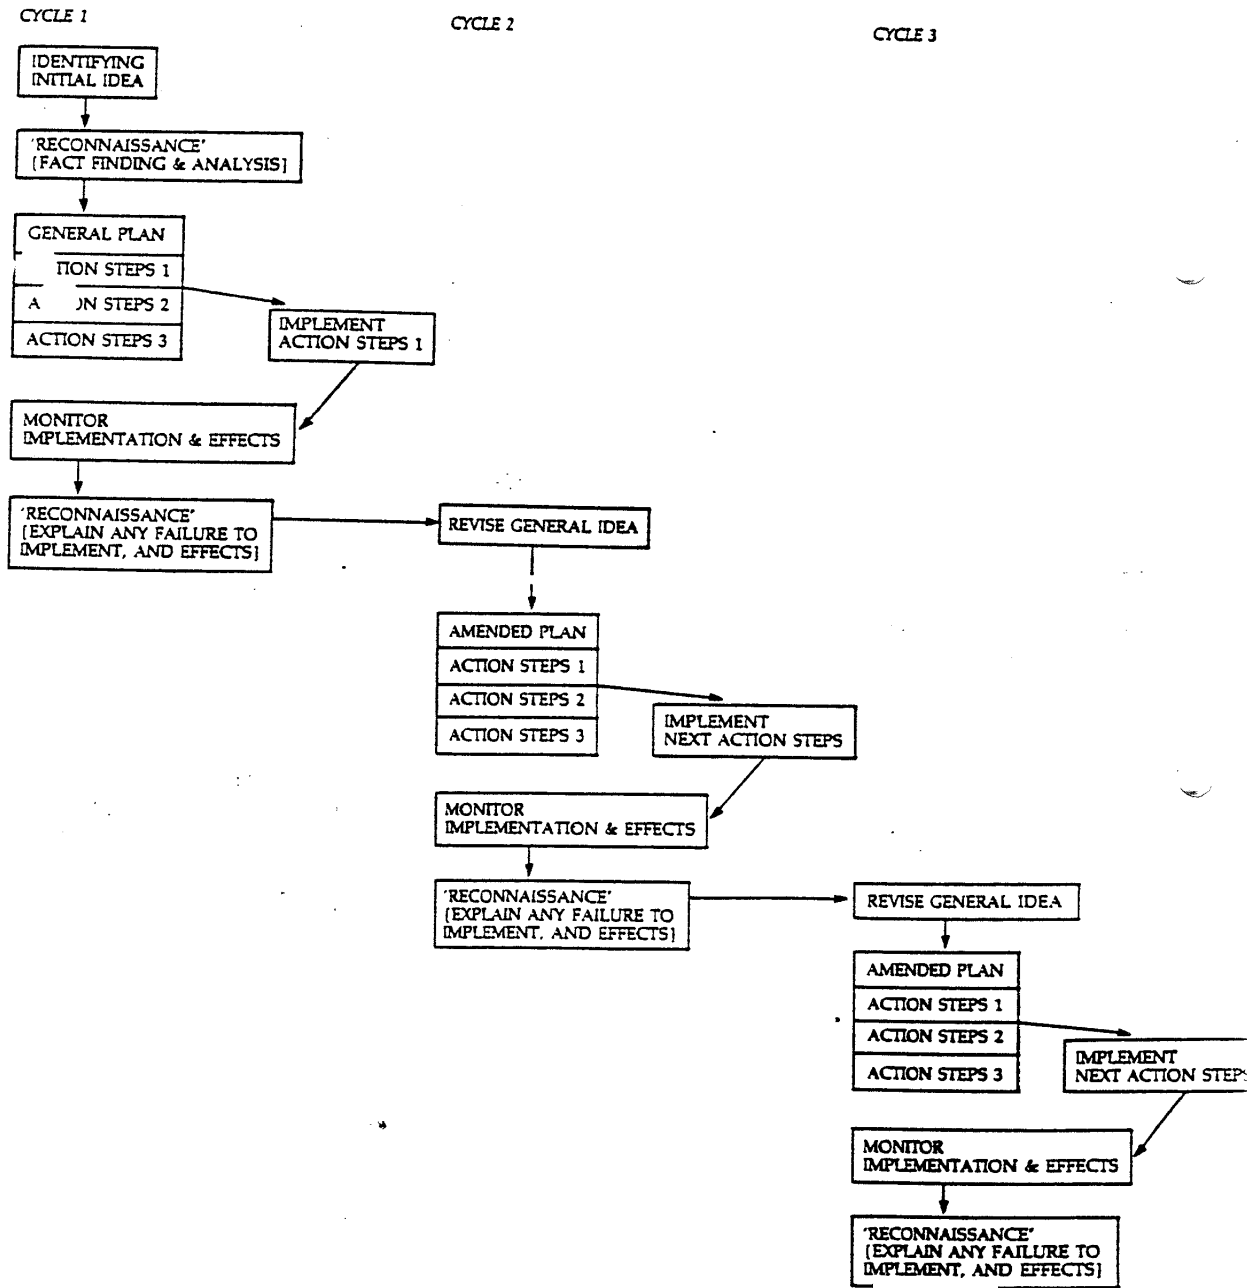 CYCLE 1
IDENTIFYING
INITIAL IDEA
'RECONNAISSANCE'
[FACT FINDING & ANALYSIS]
GENERAL PLAN
TION STEPS 1
A )N STEPS 2
ACTION STEPS 3
IMPLEMENT
ACTION STEPS 1
MONITOR
IMPLEMENTATION & EFFECTS
'RECONNAISSANCE'
[EXPLAIN ANY FAILURE TO
IMPLEMENT, AND EFFECTS]
CYCLE 2
REVISE GENERAL IDEA
AMENDED PLAN
ACTION STEPS 1
ACTION STEPS 2
ACTION STEPS 3
IMPLEMENT
NEXT ACTION STEPS
MONITOR
IMPLEMENTATION & EFFECTS
'RECONNAISSANCE'
[EXPLAIN ANY FAILURE TO
IMPLEMENT, AND EFFECTS]
CYCLE 3
REVISE GENERAL IDEA
AMENDED PLAN
ACTION STEPS 1
ACTION STEPS 2
ACTION STEPS 3
IMPLEMENT
NEXT ACTION STEPS
MONITOR
IMPLEMENTATION & EFFECTS
'RECONNAISSANCE'
[EXPLAIN ANY FAILURE TO
IMPLEMENT, AND EFFECTS]